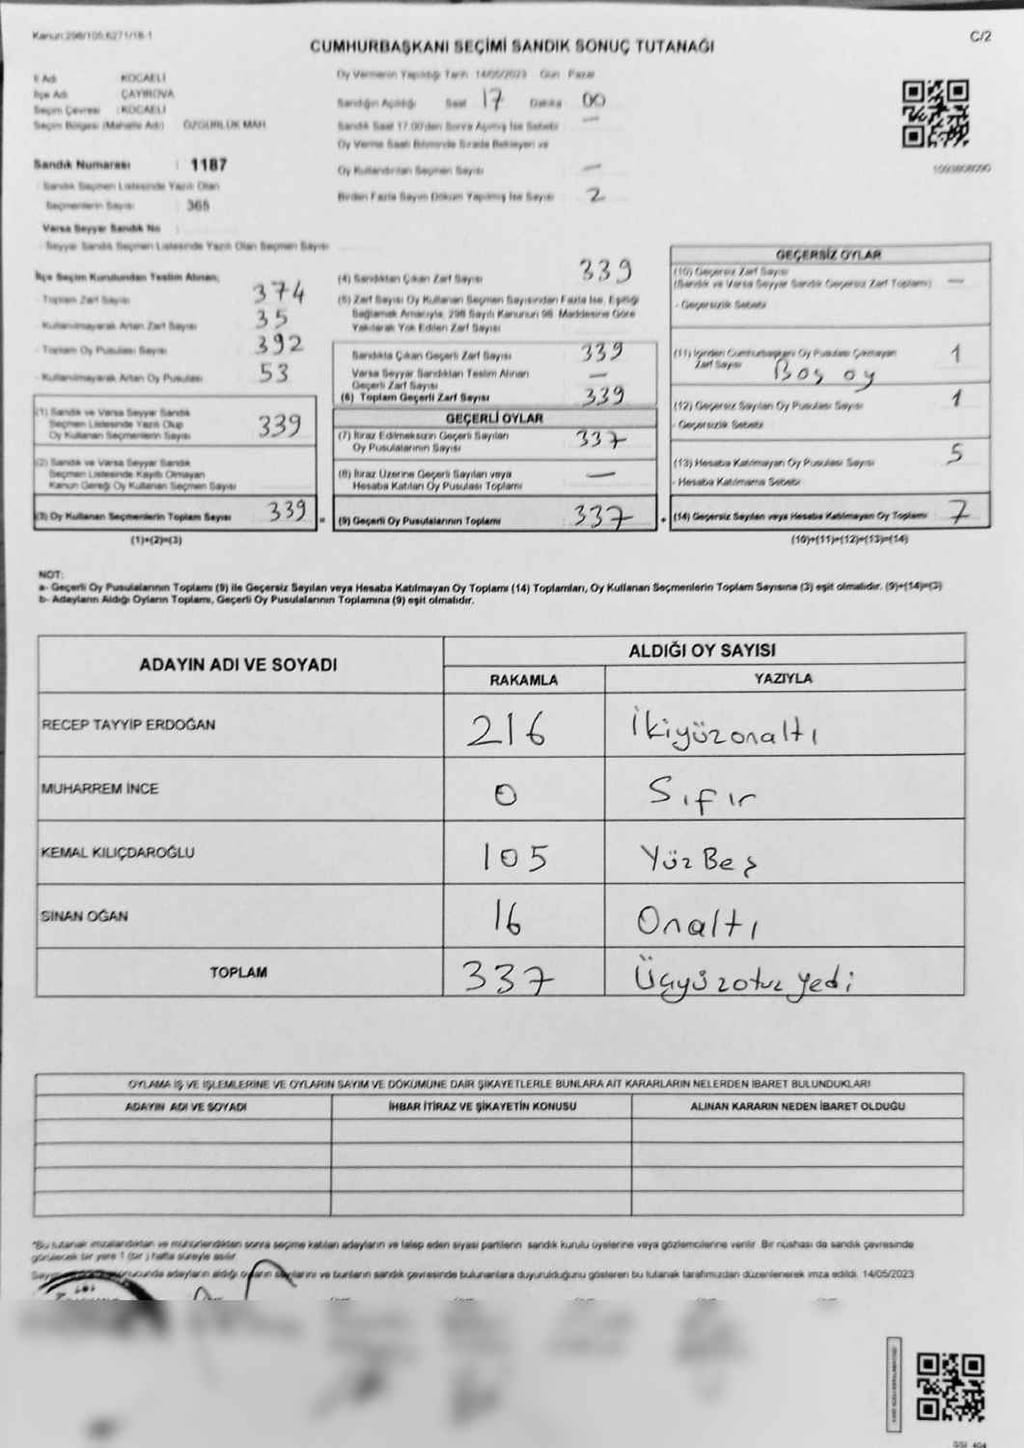 Kanun:298/105,6271/18-1
C/2
CUMHURBAŞKANI SEÇİMİ SANDIK SONUÇ TUTANAĞI
İl Adı : KOCAELİ
İlçe Adı : ÇAYIROVA
Seçim Çevresi : KOCAELİ
Seçim Bölgesi (Mahalle Adı) : ÖZGÜRLÜK MAH.
Sandık Numarası : 1187
Sandık Seçmen Listesinde Yazılı Olan
Seçmenlerin Sayısı : 365
Varsa Seyyar Sandık No :
Seyyar Sandık Seçmen Listesinde Yazılı Olan Seçmen Sayısı
Oy Vermenin Yapıldığı Tarih : 14/05/2023 Gün : Pazar
Sandığın Açıldığı Saat 17 Dakika 00
Sandık Saat 17.00'den Sonra Açılmış İse Sebebi —
Oy Verme Saati Bitiminde Sırada Bekleyen ve
Oy Kullandırılan Seçmen Sayısı —
Birden Fazla Sayım Döküm Yapılmış İse Sayısı 2
1093808090
İlçe Seçim Kurulundan Teslim Alınan;
- Toplam Zarf Sayısı 374
- Kullanılmayarak Artan Zarf Sayısı 35
- Toplam Oy Pusulası Sayısı 392
- Kullanılmayarak Artan Oy Pusulası 53
(1) Sandık ve Varsa Seyyar Sandık
Seçmen Listesinde Yazılı Olup
Oy Kullanan Seçmenlerin Sayısı 339
(2) Sandık ve Varsa Seyyar Sandık
Seçmen Listesinde Kayıtlı Olmayan
Kanun Gereği Oy Kullanan Seçmen Sayısı
(3) Oy Kullanan Seçmenlerin Toplam Sayısı 339 =
(1)+(2)=(3)
(4) Sandıktan Çıkan Zarf Sayısı 339
(5) Zarf Sayısı Oy Kullanan Seçmen Sayısından Fazla İse, Eşitliği
Sağlamak Amacıyla, 298 Sayılı Kanunun 98. Maddesine Göre
Yakılarak Yok Edilen Zarf Sayısı
Sandıkta Çıkan Geçerli Zarf Sayısı 339
Varsa Seyyar Sandıktan Teslim Alınan
Geçerli Zarf Sayısı —
(6) Toplam Geçerli Zarf Sayısı 339
GEÇERLİ OYLAR
(7) İtiraz Edilmeksizin Geçerli Sayılan
Oy Pusulalarının Sayısı 337
(8) İtiraz Üzerine Geçerli Sayılan veya
Hesaba Katılan Oy Pusulası Toplamı —
(9) Geçerli Oy Pusulalarının Toplamı 337 +
GEÇERSİZ OYLAR
(10) Geçersiz Zarf Sayısı
(Sandık ve Varsa Seyyar Sandık Geçersiz Zarf Toplamı) —
- Geçersizlik Sebebi
(11) İçinden Cumhurbaşkanı Oy Pusulası Çıkmayan
Zarf Sayısı Boş oy 1
(12) Geçersiz Sayılan Oy Pusulası Sayısı 1
- Geçersizlik Sebebi
(13) Hesaba Katılmayan Oy Pusulası Sayısı 5
- Hesaba Katılmama Sebebi
(14) Geçersiz Sayılan veya Hesaba Katılmayan Oy Toplamı 7
(10)+(11)+(12)+(13)=(14)
NOT:
a- Geçerli Oy Pusulalarının Toplamı (9) ile Geçersiz Sayılan veya Hesaba Katılmayan Oy Toplamı (14) Toplamları, Oy Kullanan Seçmenlerin Toplam Sayısına (3) eşit olmalıdır. (9)+(14)=(3)
b- Adayların Aldığı Oyların Toplamı, Geçerli Oy Pusulalarının Toplamına (9) eşit olmalıdır.
ADAYIN ADI VE SOYADI
ALDIĞI OY SAYISI
RAKAMLA YAZIYLA
RECEP TAYYİP ERDOĞAN 216 İkiyüzonaltı
MUHARREM İNCE 0 Sıfır
KEMAL KILIÇDAROĞLU 105 Yüz Beş
SİNAN OĞAN 16 Onaltı
TOPLAM 337 Üçyüzotuz yedi
OYLAMA İŞ VE İŞLEMLERİNE VE OYLARIN SAYIM VE DÖKÜMÜNE DAİR ŞİKAYETLERLE BUNLARA AİT KARARLARIN NELERDEN İBARET BULUNDUKLARI
ADAYIN ADI VE SOYADI İHBAR İTİRAZ VE ŞİKAYETİN KONUSU ALINAN KARARIN NEDEN İBARET OLDUĞU
*Bu tutanak imzalandıktan ve mühürlendikten sonra seçime katılan adayların ve talep eden siyasi partilerin sandık kurulu üyelerine veya gözlemcilerine verilir. Bir nüshası da sandık çevresinde
görülecek bir yere 1 (bir) hafta süreyle asılır.
adayların aldığı oyların sayılarını ve bunların sandık çevresinde bulunanlara duyurulduğunu gösteren bu tutanak tarafımızdan düzenlenerek imza edildi. 14/05/2023